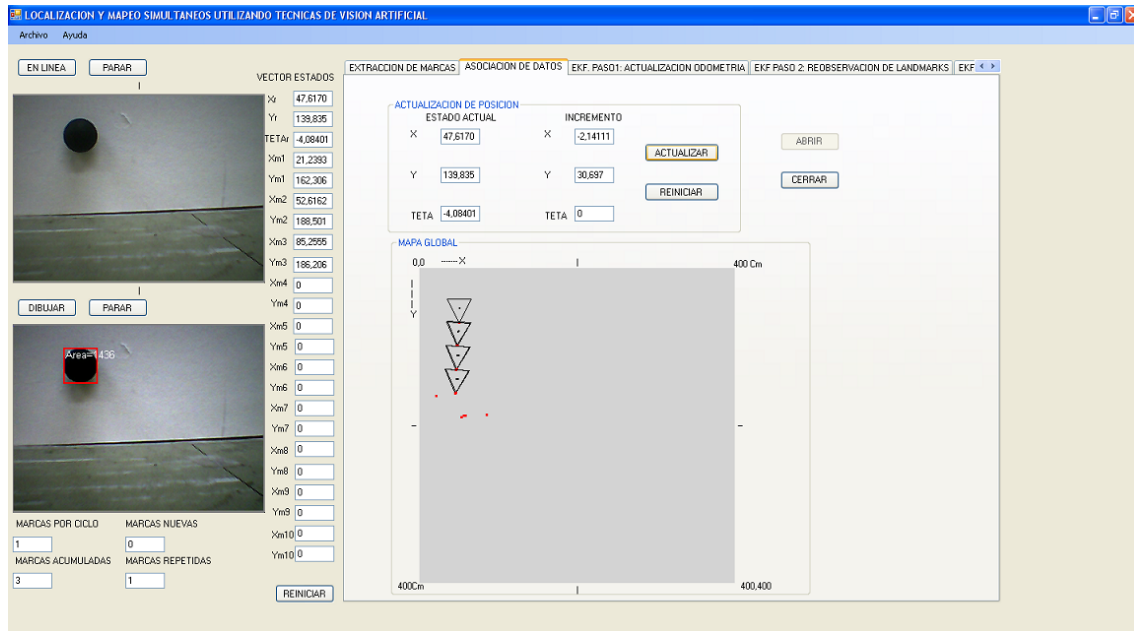 LOCALIZACION Y MAPEO SIMULTANEOS UTILIZANDO TECNICAS DE VISION ARTIFICIAL
Archivo Ayuda
EN LINEA PARAR
Area=1436
DIBUJAR PARAR
MARCAS POR CICLO MARCAS NUEVAS
1 0
MARCAS ACUMULADAS MARCAS REPETIDAS
3 1
VECTOR ESTADOS
Xr 47,6170
Yr 139,835
TETAr -4,08401
Xm1 21,2393
Ym1 162,306
Xm2 52,6162
Ym2 188,501
Xm3 85,2555
Ym3 186,206
Xm4 0
Ym4 0
Xm5 0
Ym5 0
Xm6 0
Ym6 0
Xm7 0
Ym7 0
Xm8 0
Ym8 0
Xm9 0
Ym9 0
Xm10 0
Ym10 0
REINICIAR
EXTRACCION DE MARCAS ASOCIACION DE DATOS EKF. PASO1: ACTUALIZACION ODOMETRIA EKF PASO 2: REOBSERVACION DE LANDMARKS EKF
ACTUALIZACION DE POSICION
ESTADO ACTUAL INCREMENTO
X 47,6170 X -2,14111
ACTUALIZAR
Y 139,835 Y 30,697
REINICIAR
TETA -4,08401 TETA 0
ABRIR
CERRAR
MAPA GLOBAL
0,0 -----X 400 Cm
Y
400Cm 400,400